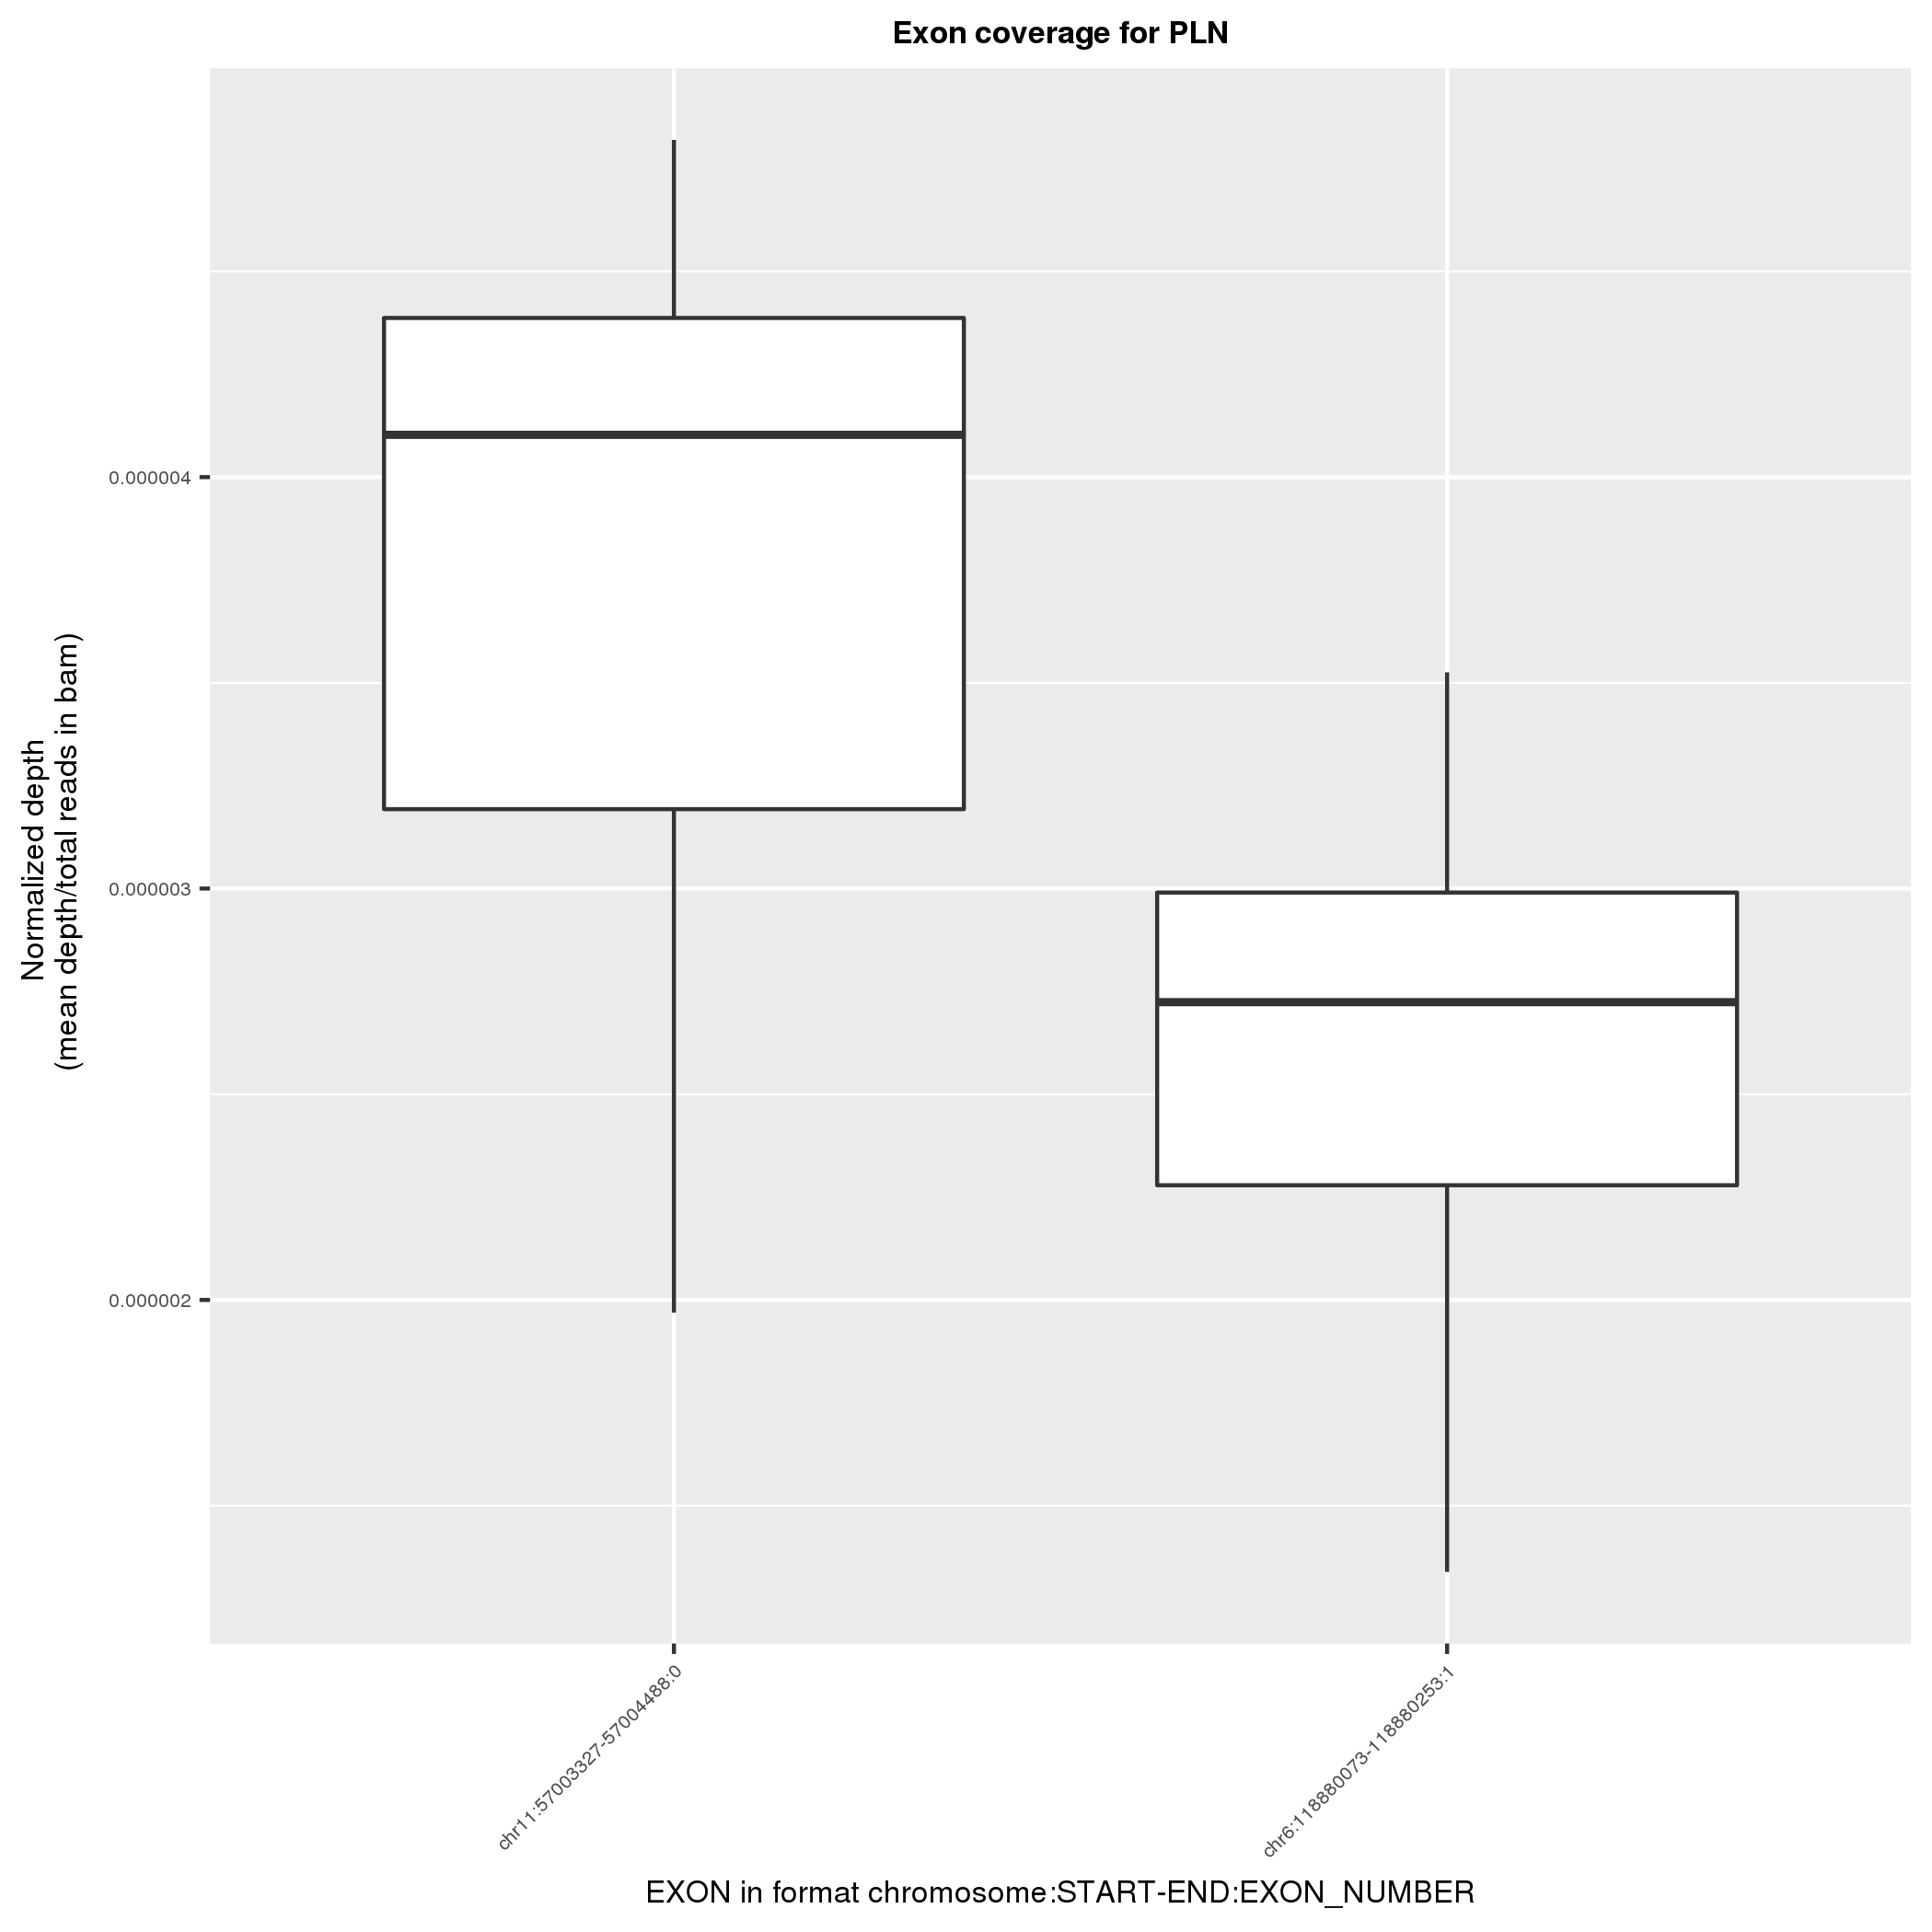 Exon coverage for PLN
Normalized depth
(mean depth/total reads in bam)
0.000004
0.000003
0.000002
chr11:57003327-57004488:0
chr6:118880073-118880253:1
EXON in format chromosome:START-END:EXON_NUMBER